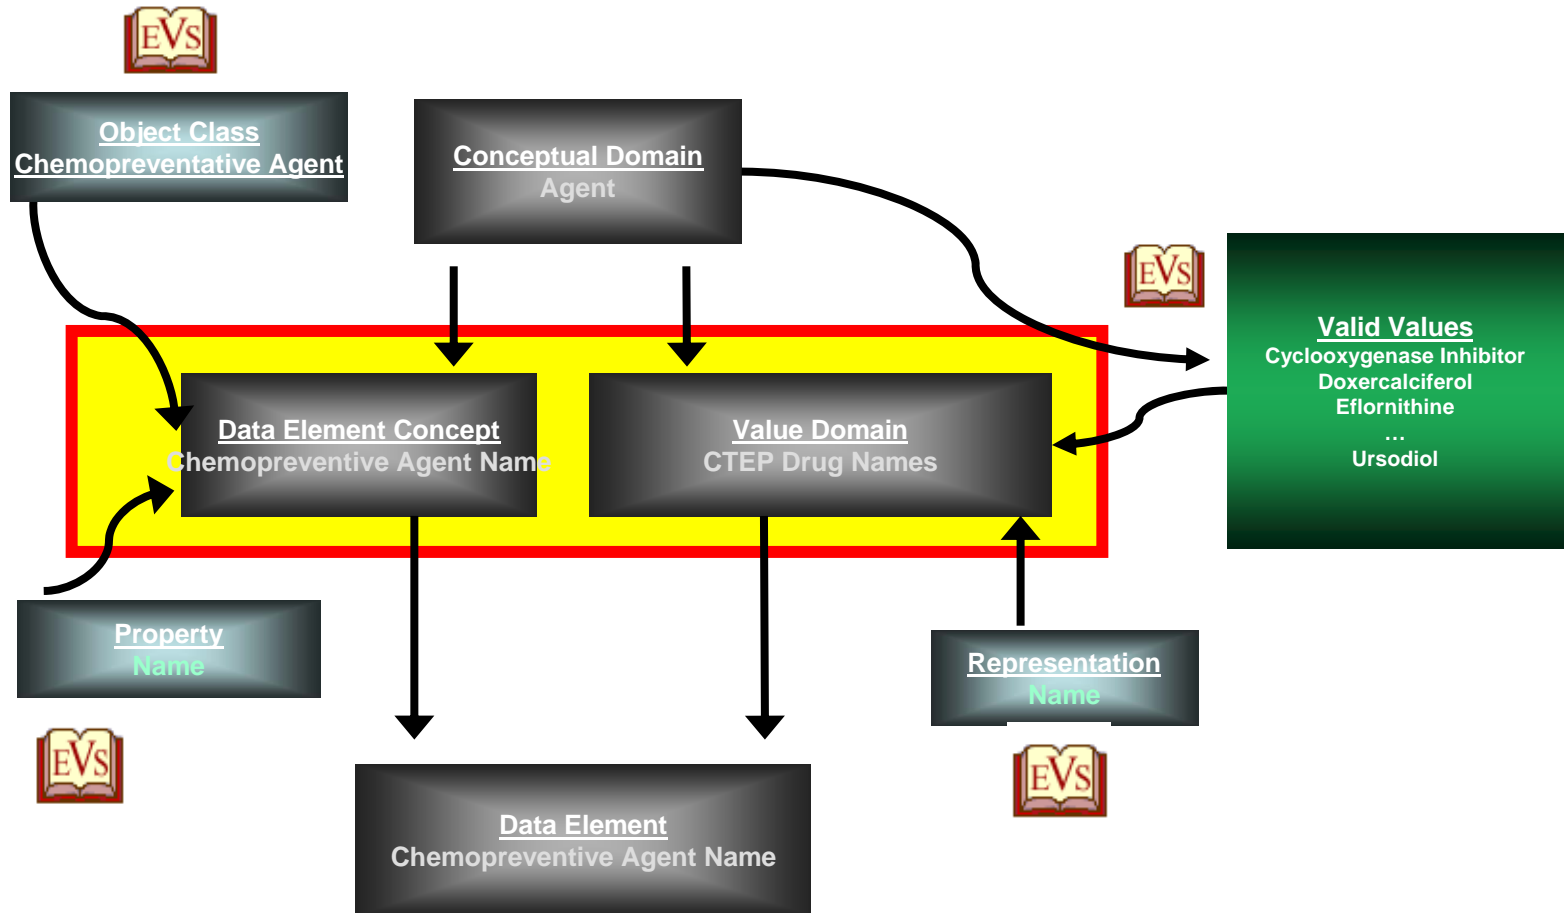 EVS
Object Class
Chemopreventative Agent
Conceptual Domain
Agent
EVS
Valid Values
Cyclooxygenase Inhibitor
Doxercalciferol
Eflornithine
...
Ursodiol
Data Element Concept
Chemopreventive Agent Name
Value Domain
CTEP Drug Names
Property
Name
EVS
Representation
Name
EVS
Data Element
Chemopreventive Agent Name